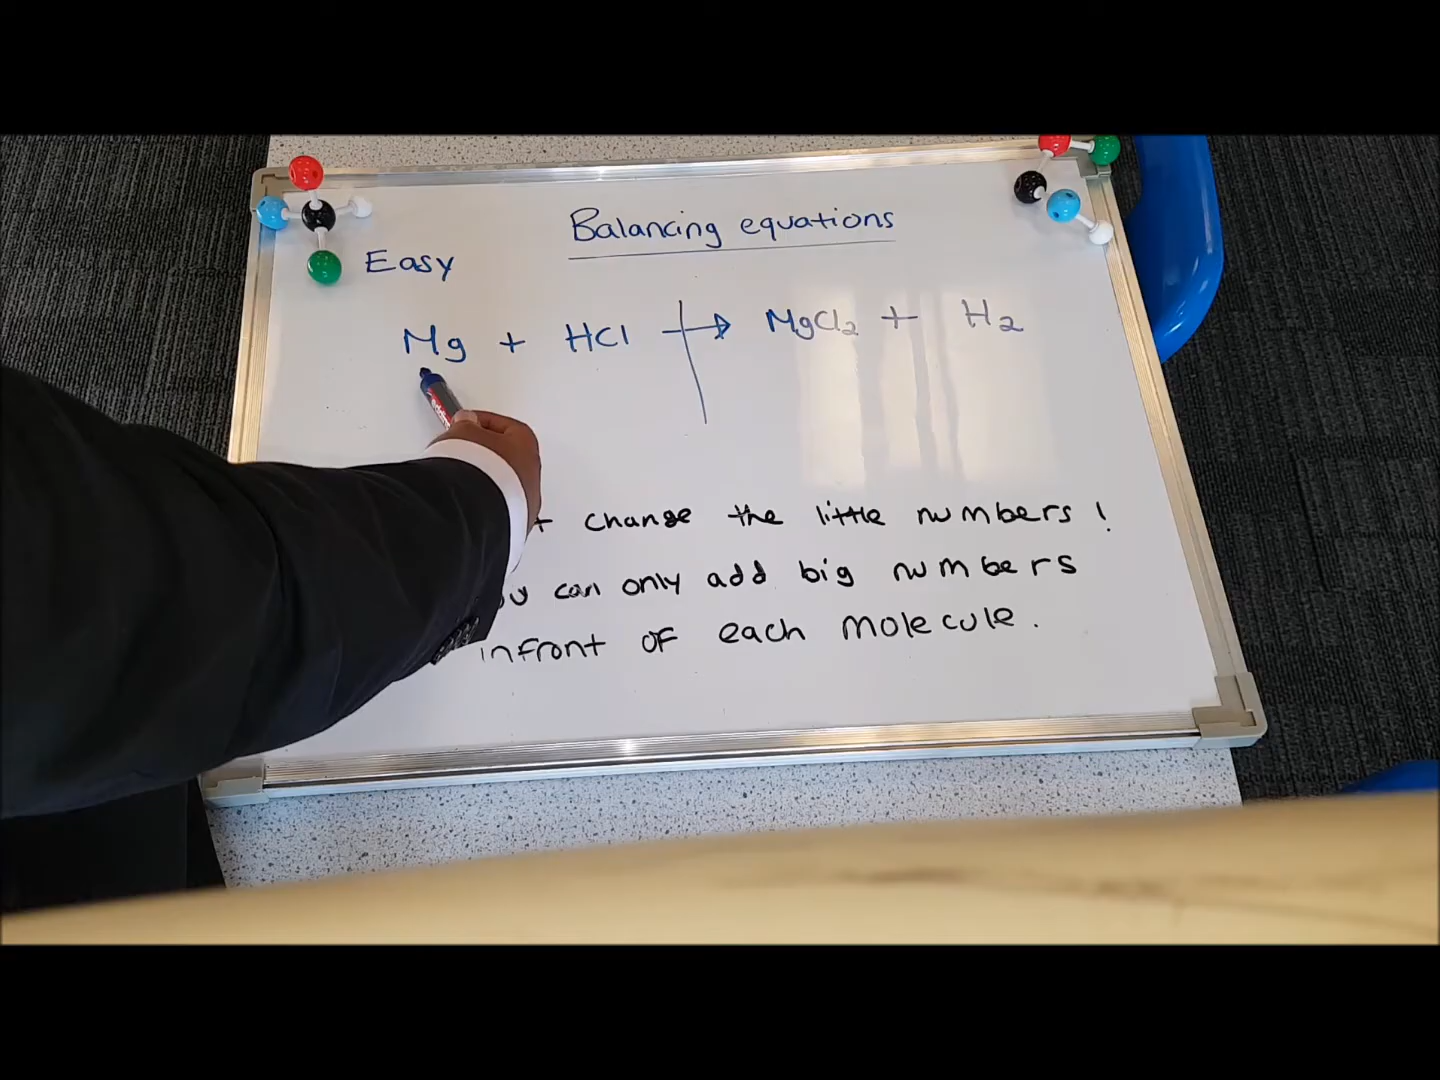 Balancing equations
Easy
Mg + HCl → MgCl₂ + H₂
change the little numbers!
can only add big numbers
infront of each molecule.